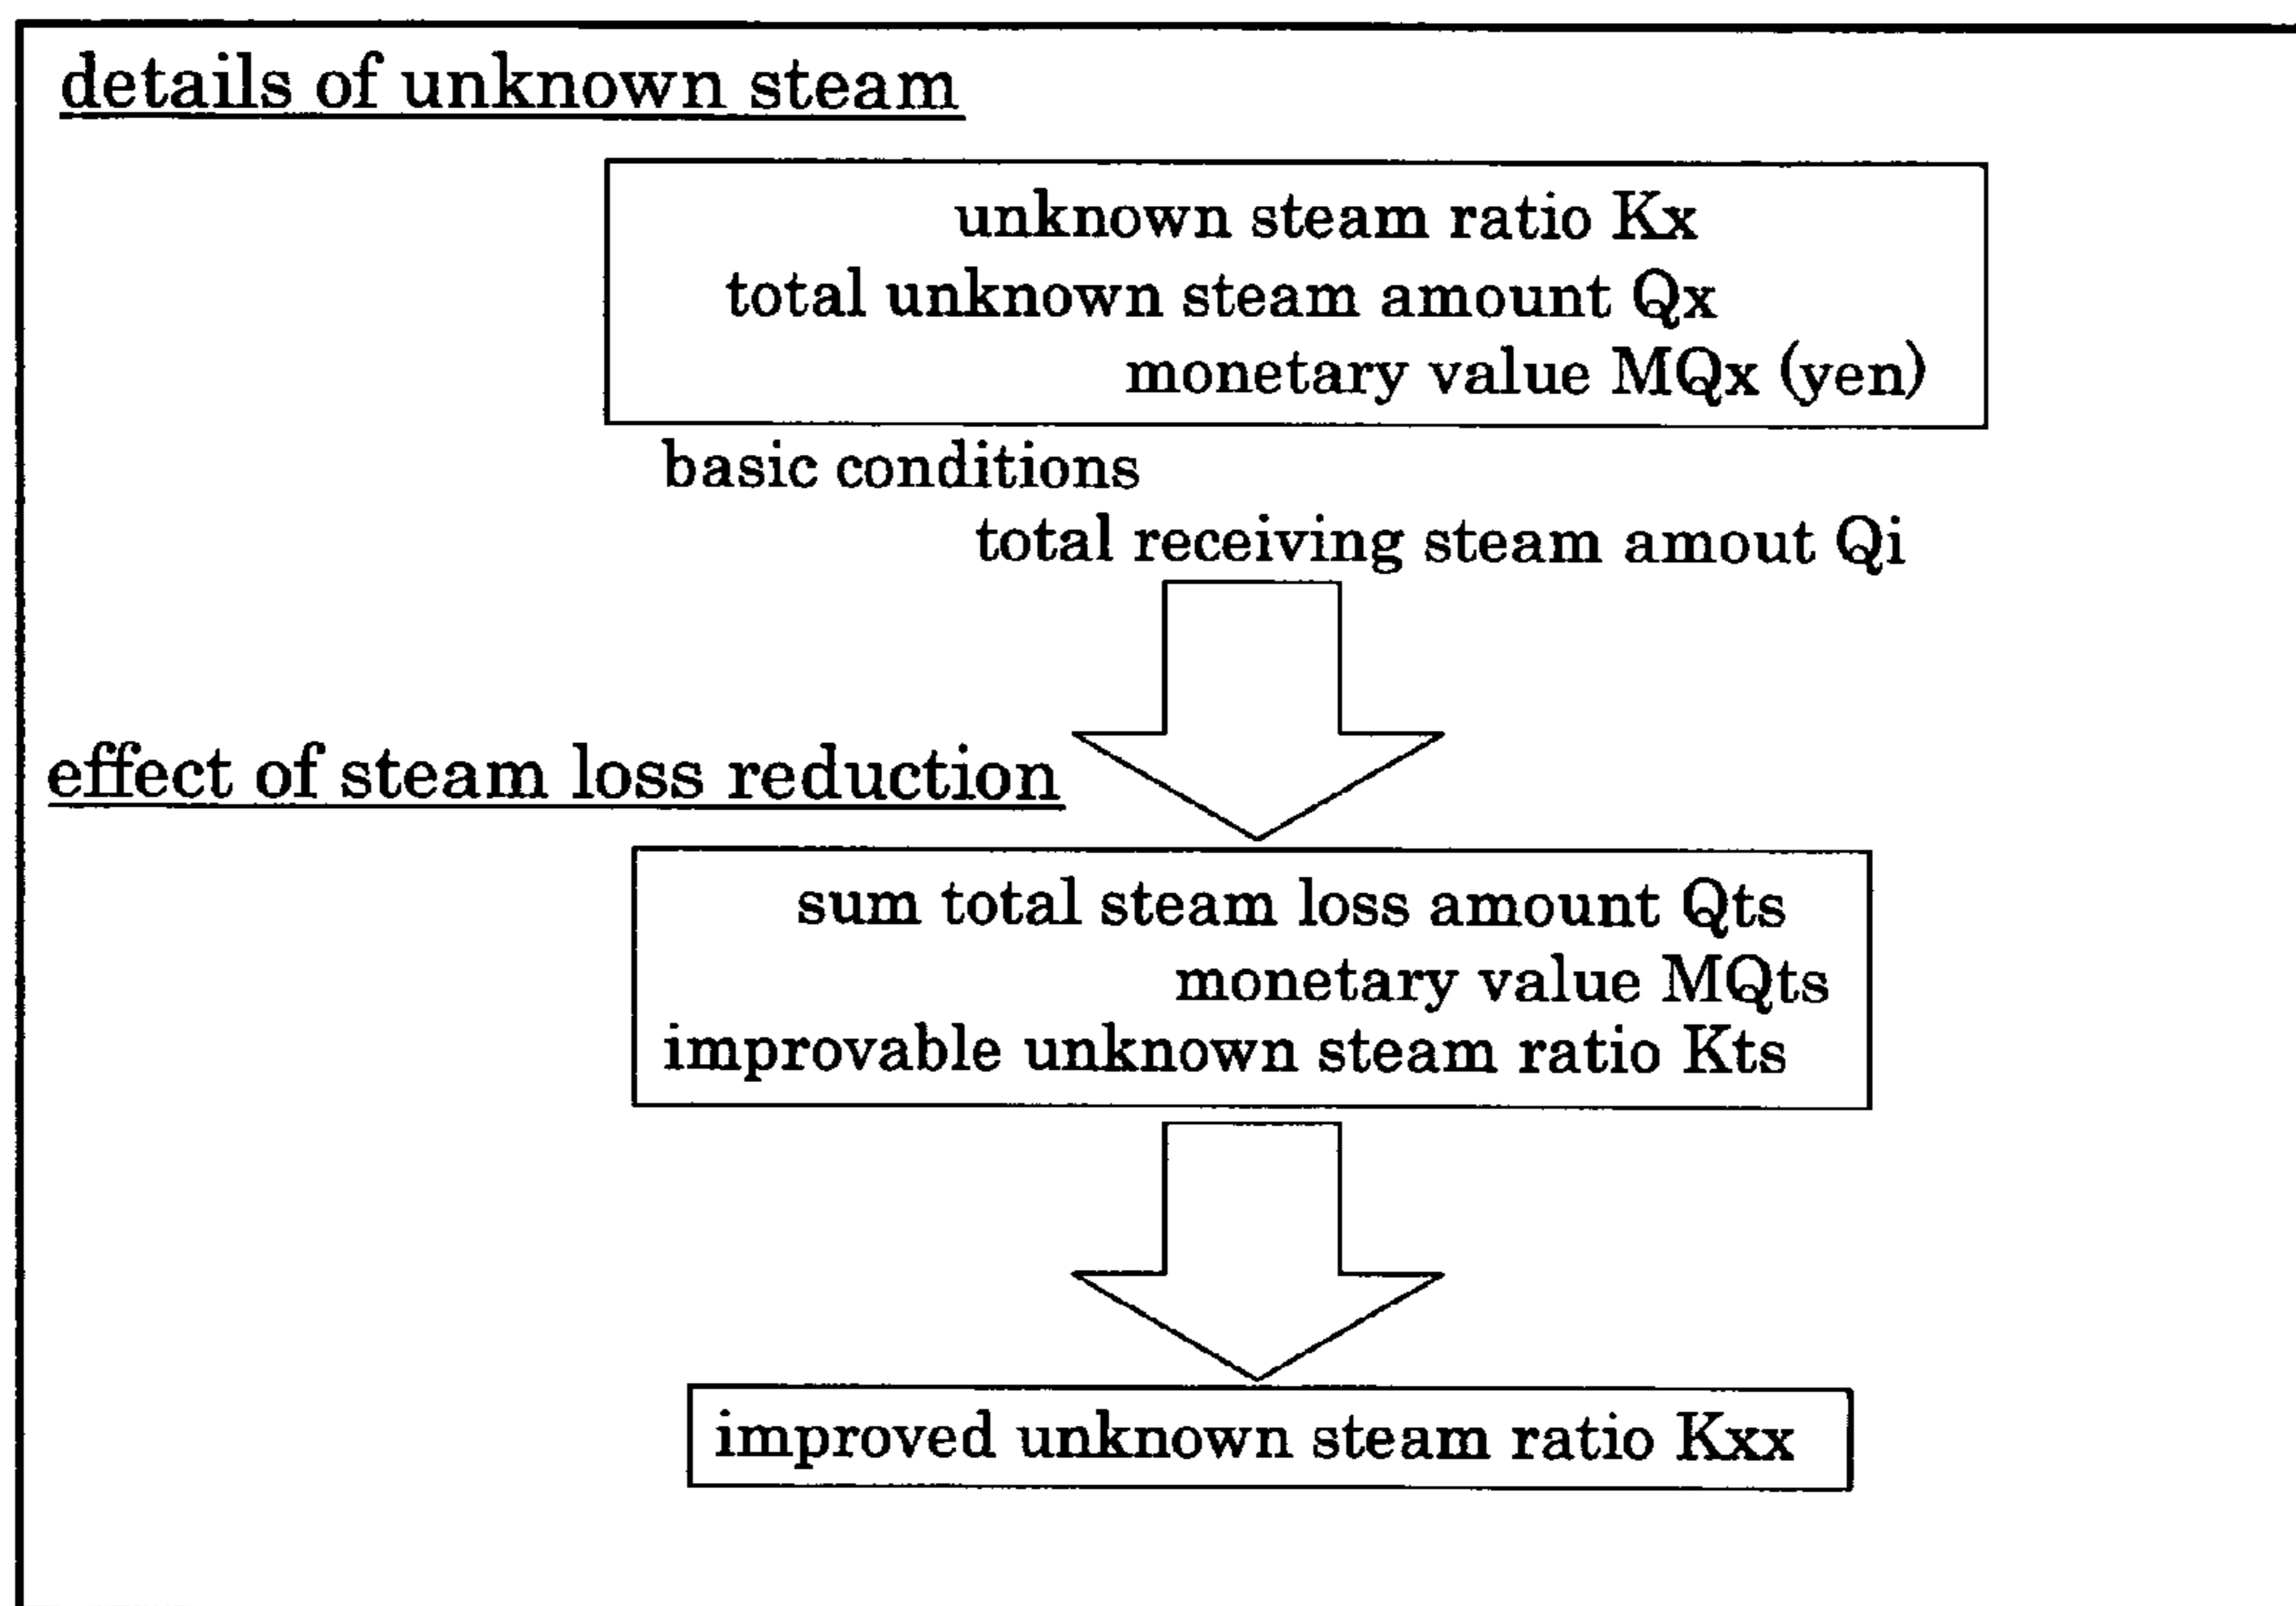 details of unknown steam
unknown steam ratio Kx
total unknown steam amount Qx
monetary value MQx (yen)
basic conditions
total receiving steam amout Qi
effect of steam loss reduction
sum total steam loss amount Qts
monetary value MQts
improvable unknown steam ratio Kts
improved unknown steam ratio Kxx